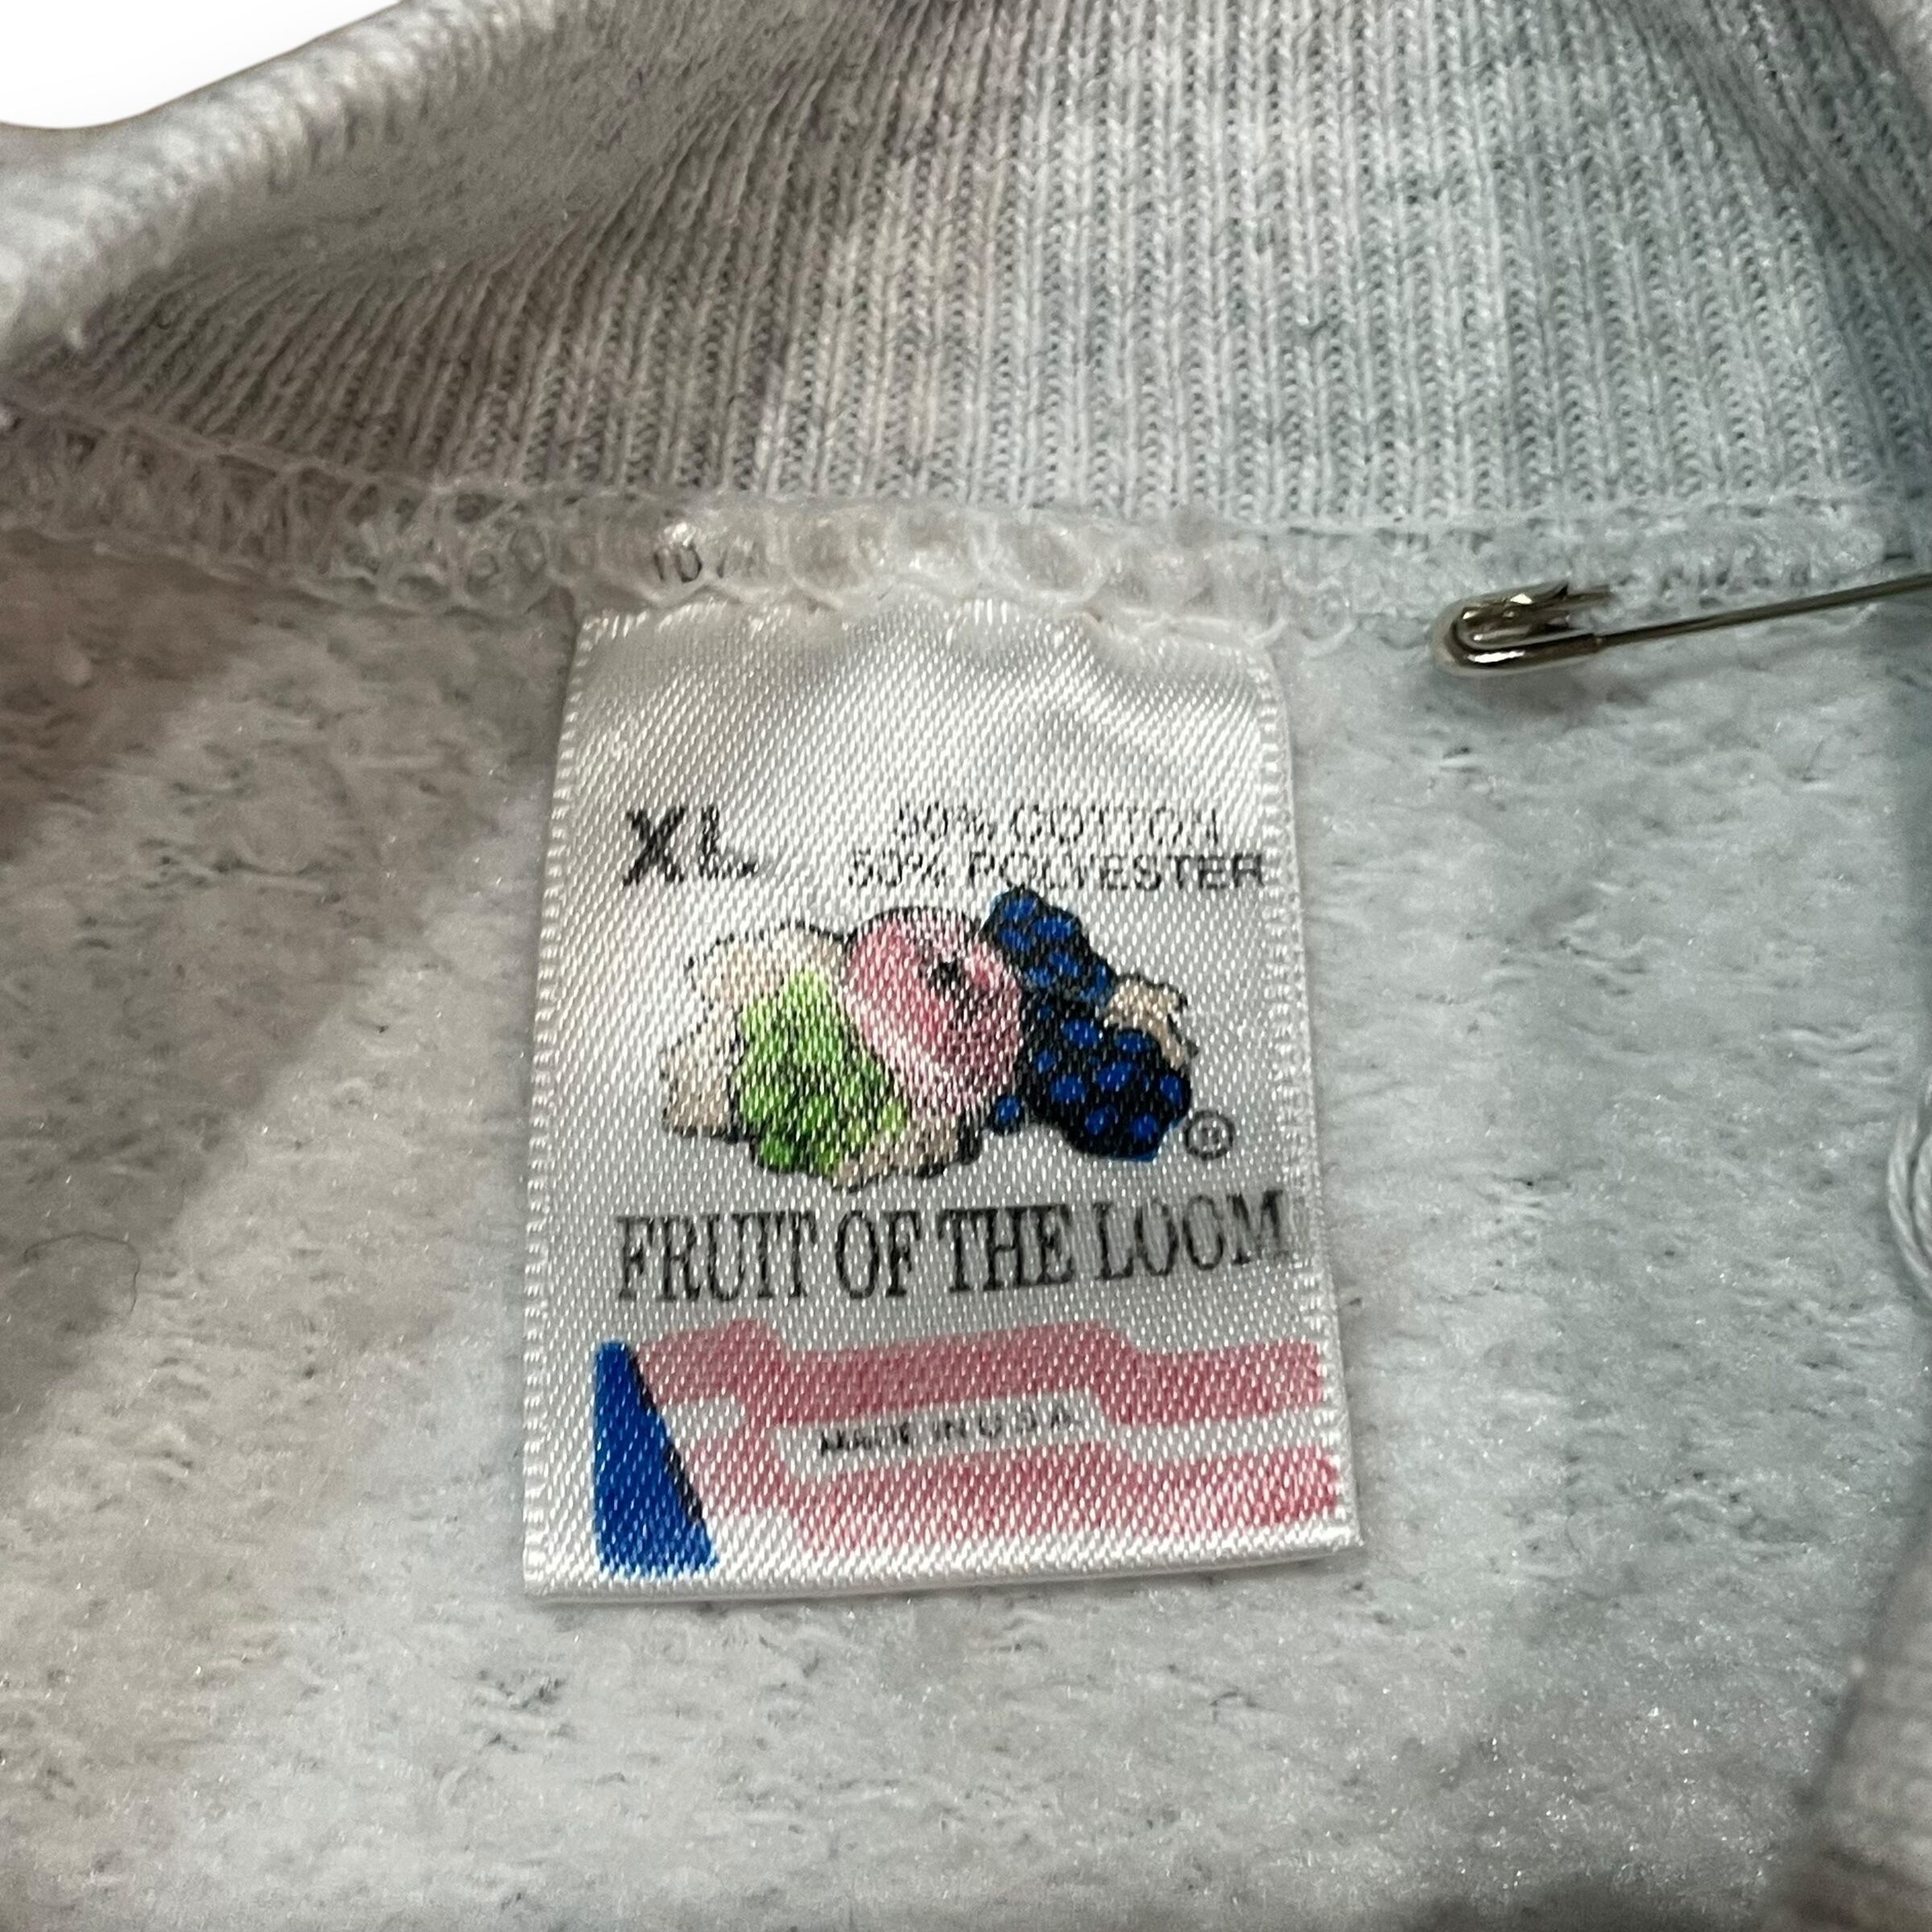 XL
50% COTTON
50% POLYESTER
®
FRUIT OF THE LOOM
MADE IN U.S.A.